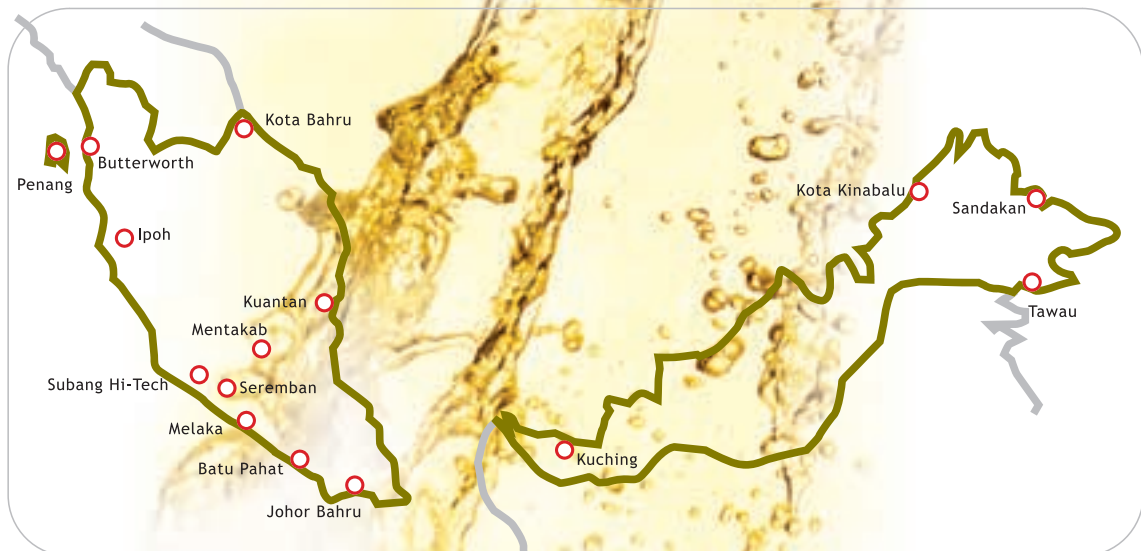 Kota Bahru
Butterworth
Penang
Ipoh
Kuantan
Mentakab
Subang Hi-Tech
Seremban
Melaka
Batu Pahat
Johor Bahru
Kota Kinabalu
Sandakan
Tawau
Kuching